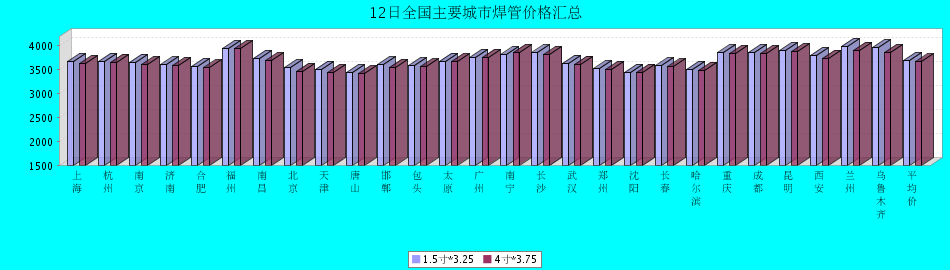 12日全国主要城市焊管价格汇总
4000
3500
3000
2500
2000
1500
上海
杭州
南京
济南
合肥
福州
南昌
北京
天津
唐山
邯郸
包头
太原
广州
南宁
长沙
武汉
郑州
沈阳
长春
哈尔滨
重庆
成都
昆明
西安
兰州
乌鲁木齐
平均价
1.5寸*3.25 4寸*3.75